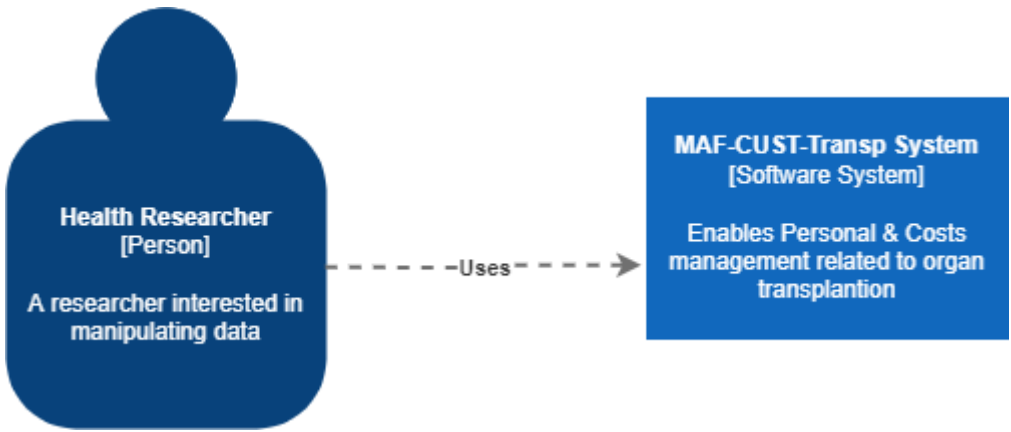 Health Researcher
[Person]
A researcher interested in
manipulating data
Uses
MAF-CUST-Transp System
[Software System]
Enables Personal & Costs
management related to organ
transplantion